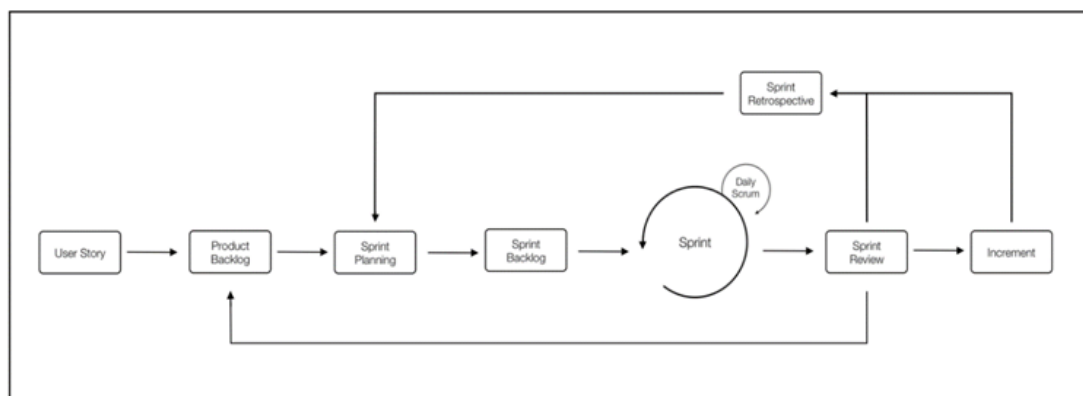 Sprint
Retrospective
Daily
Scrum
User Story
Product
Backlog
Sprint
Planning
Sprint
Backlog
Sprint
Sprint
Review
Increment